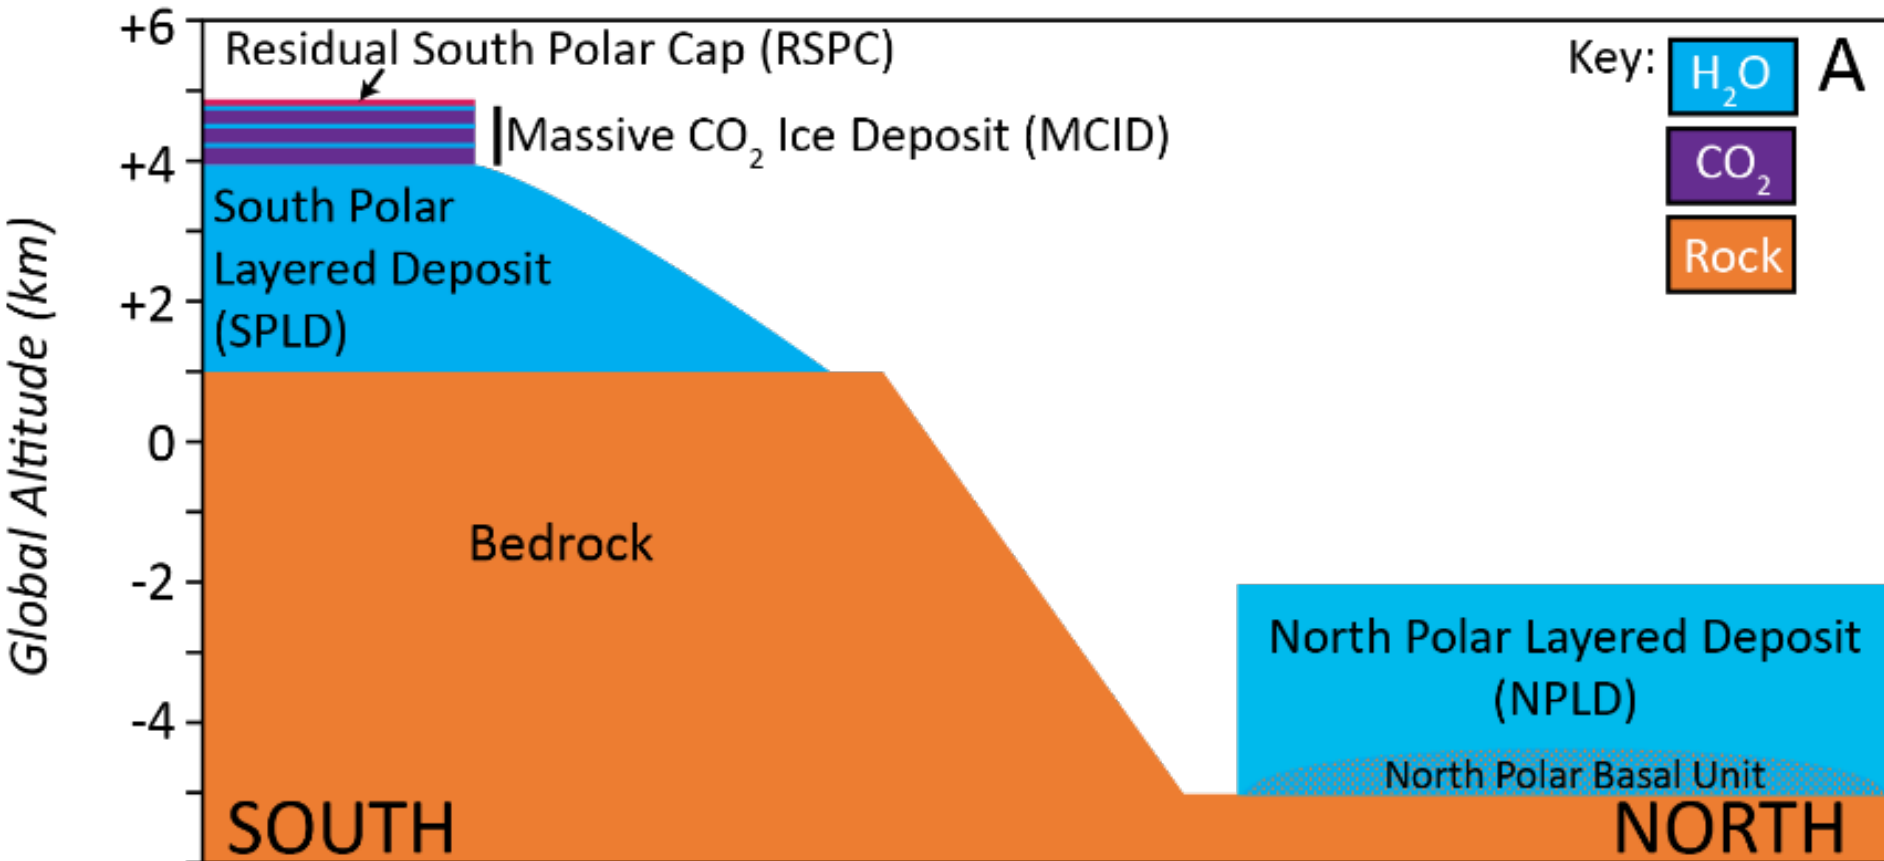 +6
Residual South Polar Cap (RSPC)
Key:
H₂O
A
CO₂
Rock
Massive CO₂ Ice Deposit (MCID)
+4
South Polar
Layered Deposit
(SPLD)
+2
0
-2
-4
Global Altitude (km)
Bedrock
North Polar Layered Deposit
(NPLD)
North Polar Basal Unit
SOUTH
NORTH